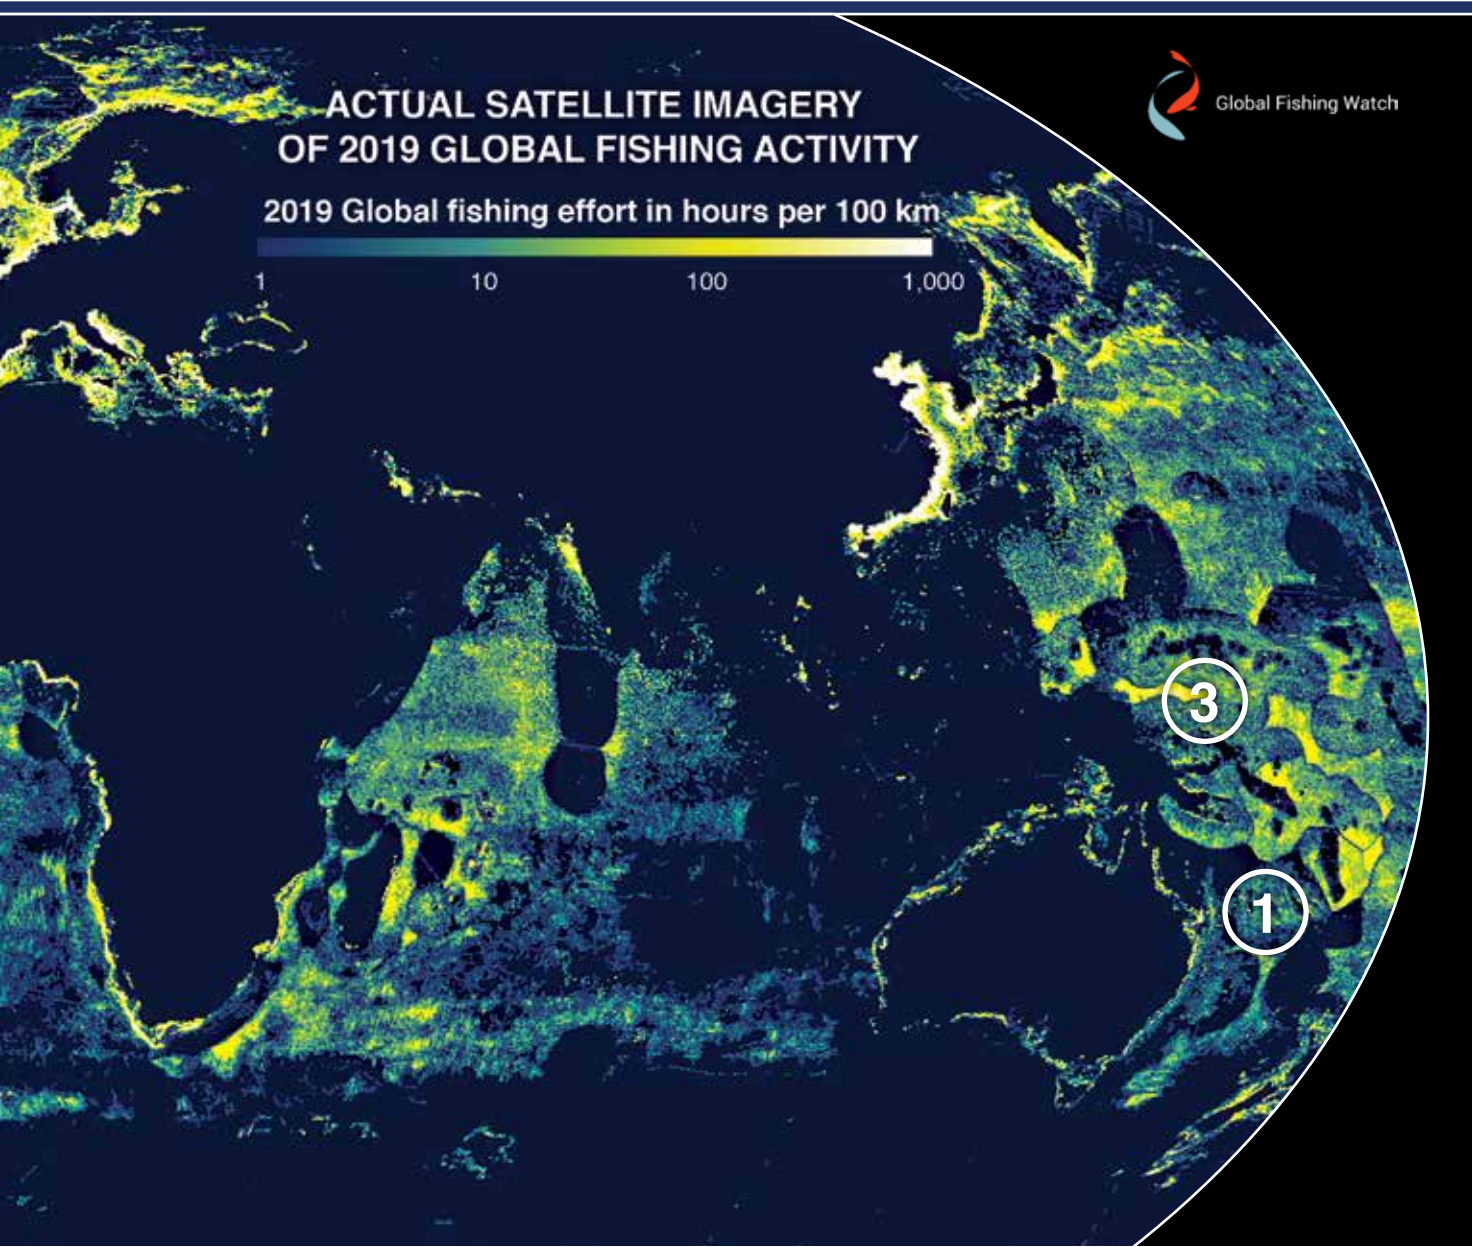 Global Fishing Watch
ACTUAL SATELLITE IMAGERY
OF 2019 GLOBAL FISHING ACTIVITY
2019 Global fishing effort in hours per 100 km
1 10 100 1,000
3
1